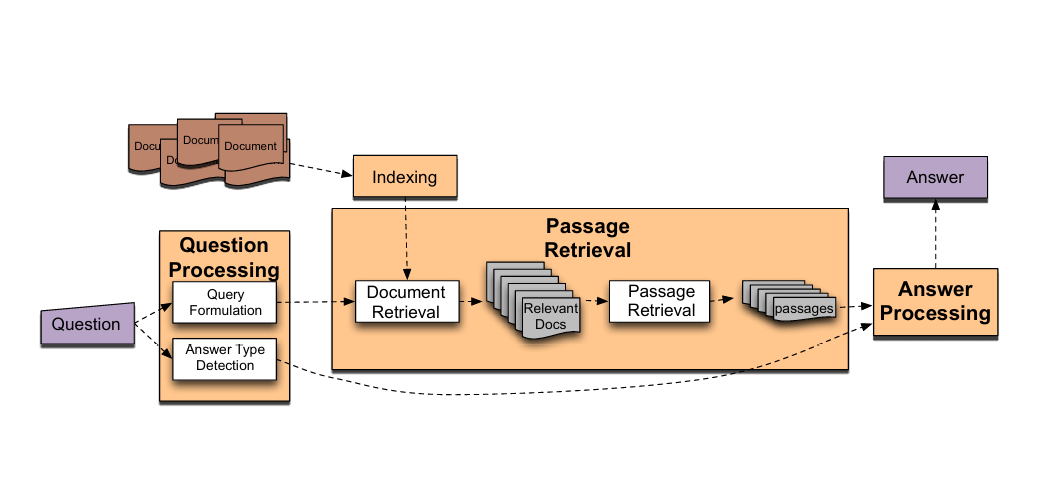 Docu
Docum
Do
Document
Indexing
Answer
Passage
Retrieval
Question
Processing
Query
Formulation
Answer Type
Detection
Question
Document
Retrieval
Relevant
Docs
Passage
Retrieval
passages
Answer
Processing